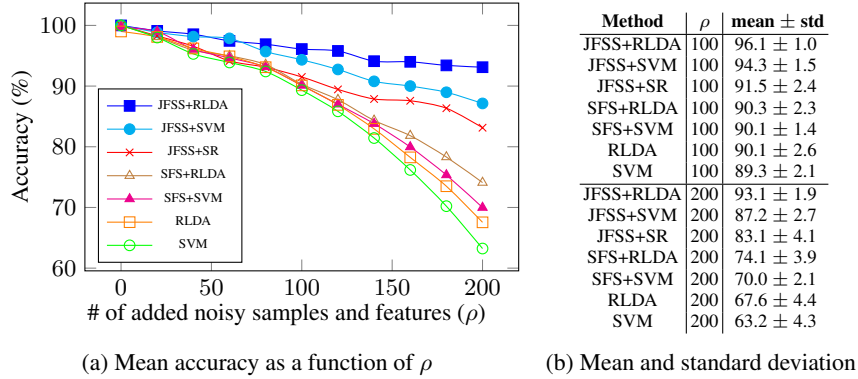 100
90
80
70
60
Accuracy (%)
JFSS+RLDA
JFSS+SVM
JFSS+SR
SFS+RLDA
SFS+SVM
RLDA
SVM
0 50 100 150 200
# of added noisy samples and features (ρ)
(a) Mean accuracy as a function of ρ
Method ρ mean ± std
JFSS+RLDA 100 96.1 ± 1.0
JFSS+SVM 100 94.3 ± 1.5
JFSS+SR 100 91.5 ± 2.4
SFS+RLDA 100 90.3 ± 2.3
SFS+SVM 100 90.1 ± 1.4
RLDA 100 90.1 ± 2.6
SVM 100 89.3 ± 2.1
JFSS+RLDA 200 93.1 ± 1.9
JFSS+SVM 200 87.2 ± 2.7
JFSS+SR 200 83.1 ± 4.1
SFS+RLDA 200 74.1 ± 3.9
SFS+SVM 200 70.0 ± 2.1
RLDA 200 67.6 ± 4.4
SVM 200 63.2 ± 4.3
(b) Mean and standard deviation